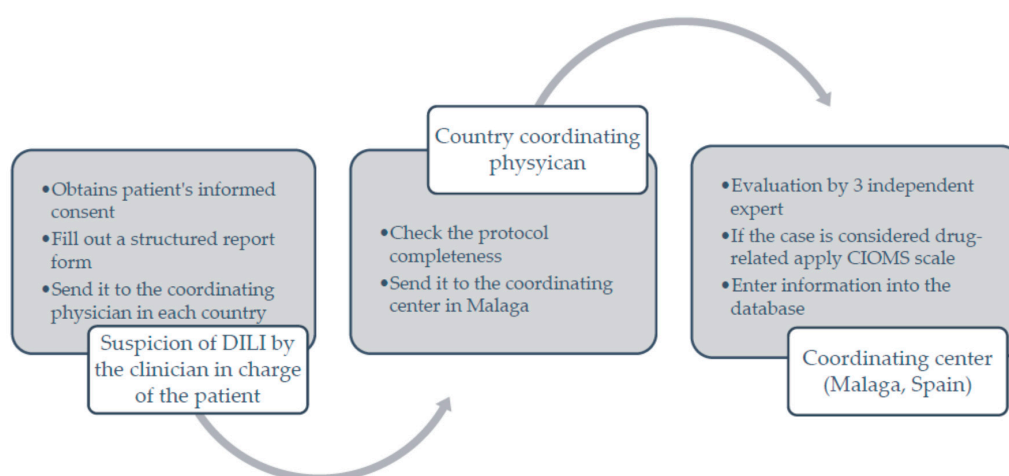 •Obtains patient's informed
consent
•Fill out a structured report
form
•Send it to the coordinating
physician in each country
Suspicion of DILI by
the clinician in charge
of the patient
Country coordinating
physyican
•Check the protocol
completeness
•Send it to the coordinating
center in Malaga
•Evaluation by 3 independent
expert
•If the case is considered drug-
related apply CIOMS scale
•Enter information into the
database
Coordinating center
(Malaga, Spain)